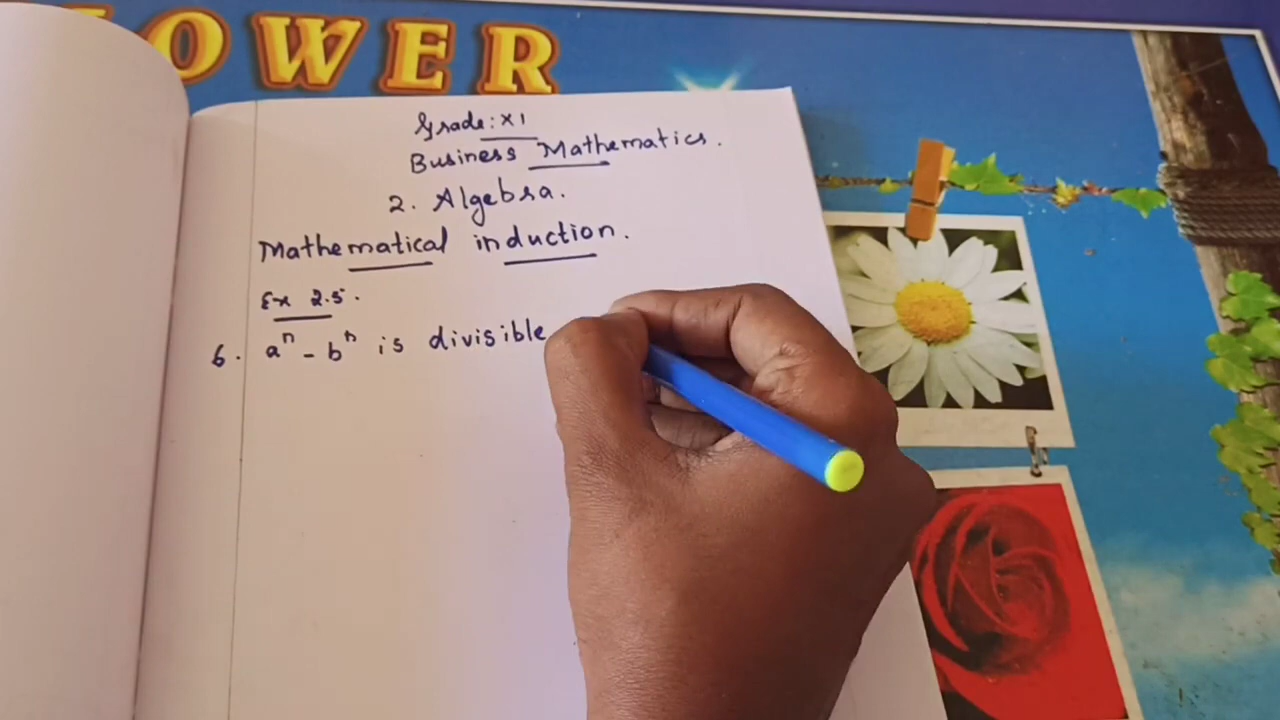 OWER
Grade: XI
Business Mathematics.
2. Algebra.
Mathematical induction.
Ex 2.5.
6. aⁿ - bⁿ is divisible